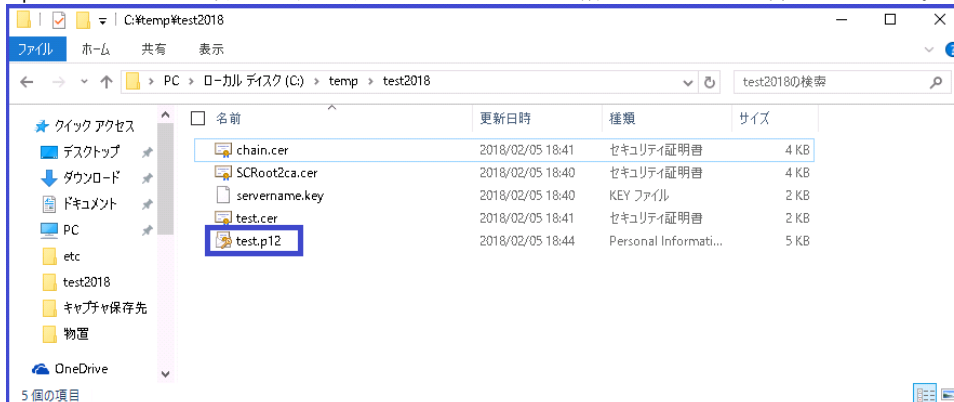 C:¥temp¥test2018
ファイル ホーム 共有 表示
PC › ローカル ディスク (C:) › temp › test2018 test2018の検索
クイック アクセス
デスクトップ
ダウンロード
ドキュメント
PC
etc
test2018
キャプチャ保存先
物置
OneDrive
名前 更新日時 種類 サイズ
chain.cer 2018/02/05 18:41 セキュリティ証明書 4 KB
SCRoot2ca.cer 2018/02/05 18:40 セキュリティ証明書 4 KB
servername.key 2018/02/05 18:40 KEY ファイル 2 KB
test.cer 2018/02/05 18:41 セキュリティ証明書 2 KB
test.p12 2018/02/05 18:44 Personal Informati... 5 KB
5 個の項目